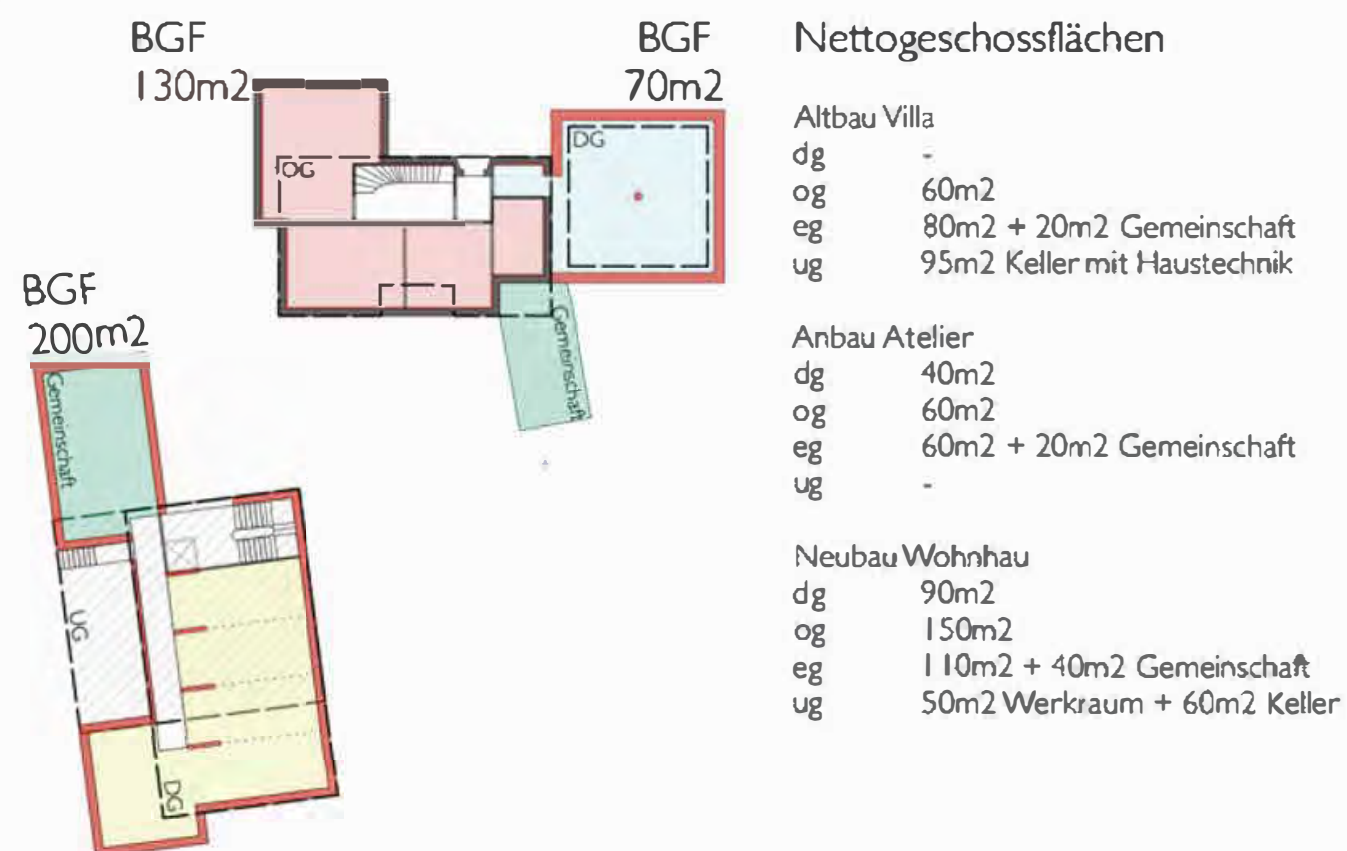 BGF
130m2
BGF
70m2
DG
OG
Gemeinschaft
BGF
200m2
Gemeinschaft
UG
DG
Nettogeschossflächen
Altbau Villa
dg -
og 60m2
eg 80m2 + 20m2 Gemeinschaft
ug 95m2 Keller mit Haustechnik
Anbau Atelier
dg 40m2
og 60m2
eg 60m2 + 20m2 Gemeinschaft
ug -
Neubau Wohnhau
dg 90m2
og 150m2
eg 110m2 + 40m2 Gemeinschaft
ug 50m2 Werkraum + 60m2 Keller